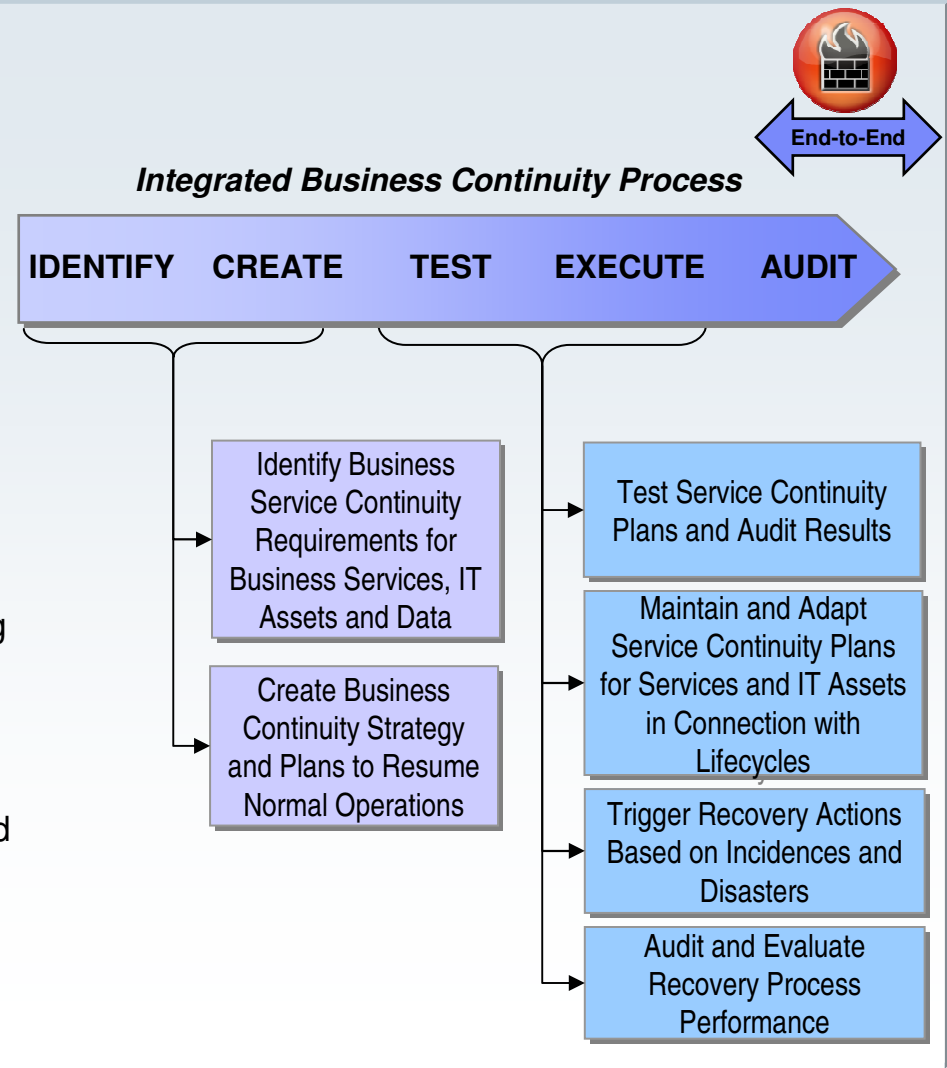 End-to-End
Integrated Business Continuity Process
IDENTIFY CREATE TEST EXECUTE AUDIT
Identify Business
Service Continuity
Requirements for
Business Services, IT
Assets and Data
Create Business
Continuity Strategy
and Plans to Resume
Normal Operations
Test Service Continuity
Plans and Audit Results
Maintain and Adapt
Service Continuity Plans
for Services and IT Assets
in Connection with
Lifecycles
Trigger Recovery Actions
Based on Incidences and
Disasters
Audit and Evaluate
Recovery Process
Performance